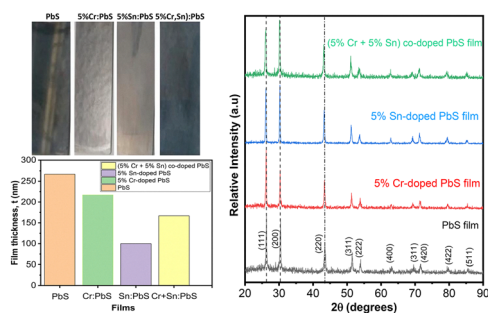 PbS 5%Cr:PbS 5%Sn:PbS 5%Cr,Sn):PbS
300
250
200
150
100
50
0
Film thickness, t (nm)
(5% Cr + 5% Sn) co-doped PbS
5% Sn-doped PbS
5% Cr-doped PbS
PbS
PbS Cr:PbS Sn:PbS Cr+Sn:PbS
Films
Relative Intensity (a.u)
(5% Cr + 5% Sn) co-doped PbS film
5% Sn-doped PbS film
5% Cr-doped PbS film
PbS film
(111) (200) (220) (311) (222) (400) (311) (420) (422) (511)
20 30 40 50 60 70 80 90
2θ (degrees)